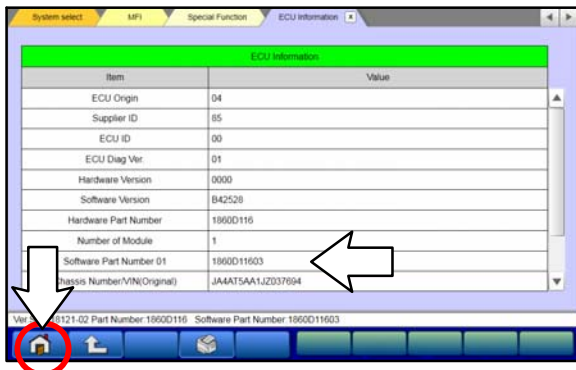 System select MFI Special Function ECU Information x
ECU Information
Item Value
ECU Origin 04
Supplier ID 85
ECU ID 00
ECU Diag Ver. 01
Hardware Version 0000
Software Version B42528
Hardware Part Number 1860D116
Number of Module 1
Software Part Number 01 1860D11603
Chassis Number/VIN(Original) JA4AT5AA1JZ037694
8121-02 Part Number:1860D116 Software Part Number:1860D11603